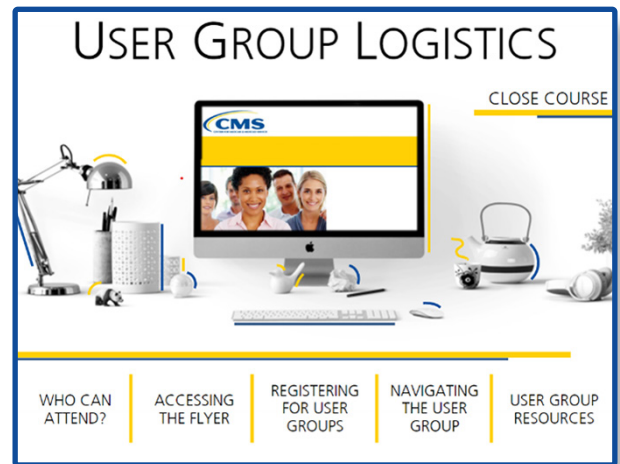 USER GROUP LOGISTICS
CLOSE COURSE
CMS
WHO CAN
ATTEND?
ACCESSING
THE FLYER
REGISTERING
FOR USER
GROUPS
NAVIGATING
THE USER
GROUP
USER GROUP
RESOURCES